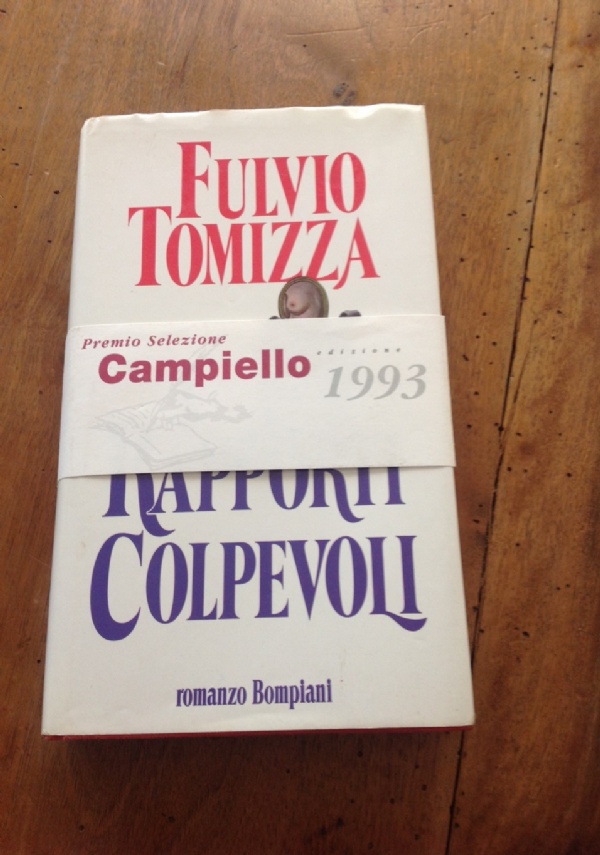 FULVIO
TOMIZZA
Premio Selezione
Campiello
edizione
1993
RAPPORTI
COLPEVOLI
romanzo Bompiani